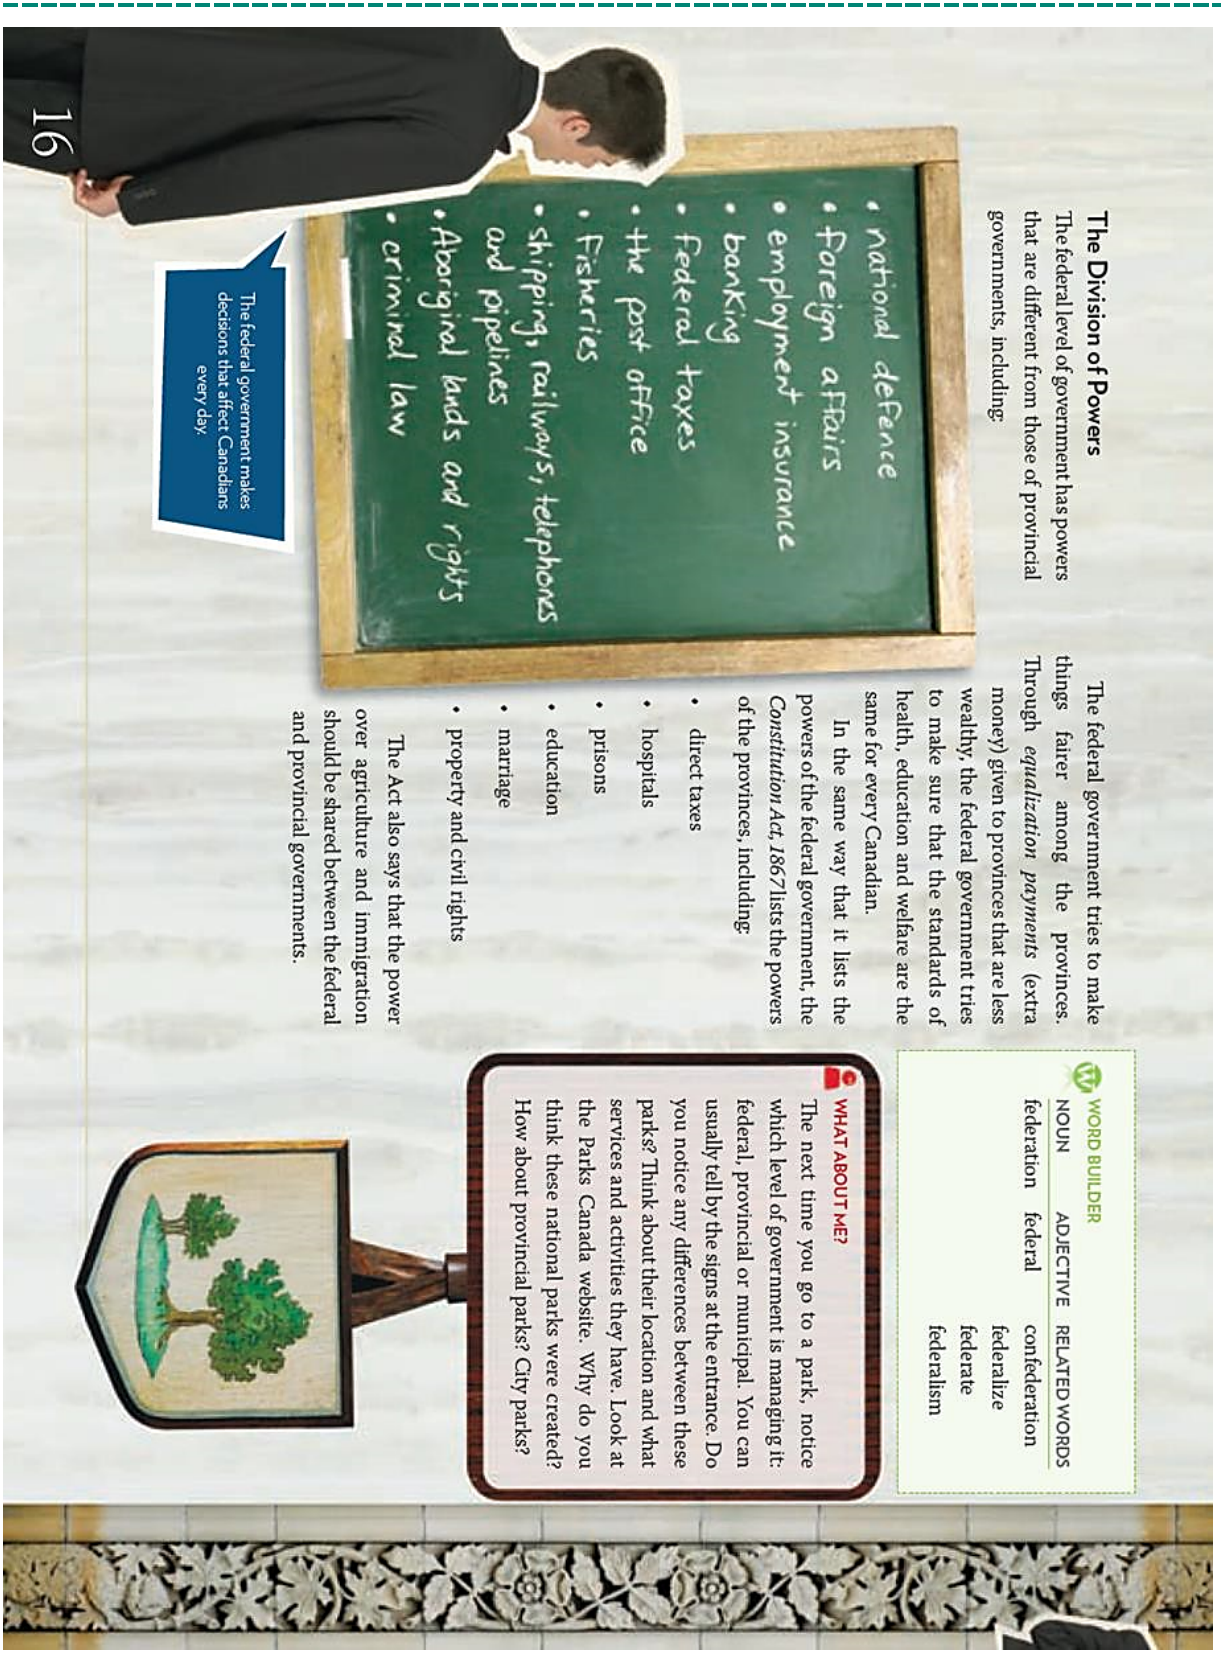 The Division of Powers
The federal level of government has powers
that are different from those of provincial
governments, including:
• national defence
• foreign affairs
• employment insurance
• banking
• federal taxes
• the post office
• fisheries
• shipping, railways, telephones
and pipelines
• Aboriginal lands and rights
• criminal law
The federal government makes
decisions that affect Canadians
every day.
16
The federal government tries to make
things fairer among the provinces.
Through equalization payments (extra
money) given to provinces that are less
wealthy, the federal government tries
to make sure that the standards of
health, education and welfare are the
same for every Canadian.
In the same way that it lists the
powers of the federal government, the
Constitution Act, 1867 lists the powers
of the provinces, including:
• direct taxes
• hospitals
• prisons
• education
• marriage
• property and civil rights
The Act also says that the power
over agriculture and immigration
should be shared between the federal
and provincial governments.
W WORD BUILDER
NOUN ADJECTIVE RELATED WORDS
federation federal confederation
federalize
federate
federalism
WHAT ABOUT ME?
The next time you go to a park, notice
which level of government is managing it:
federal, provincial or municipal. You can
usually tell by the signs at the entrance. Do
you notice any differences between these
parks? Think about their location and what
services and activities they have. Look at
the Parks Canada website. Why do you
think these national parks were created?
How about provincial parks? City parks?